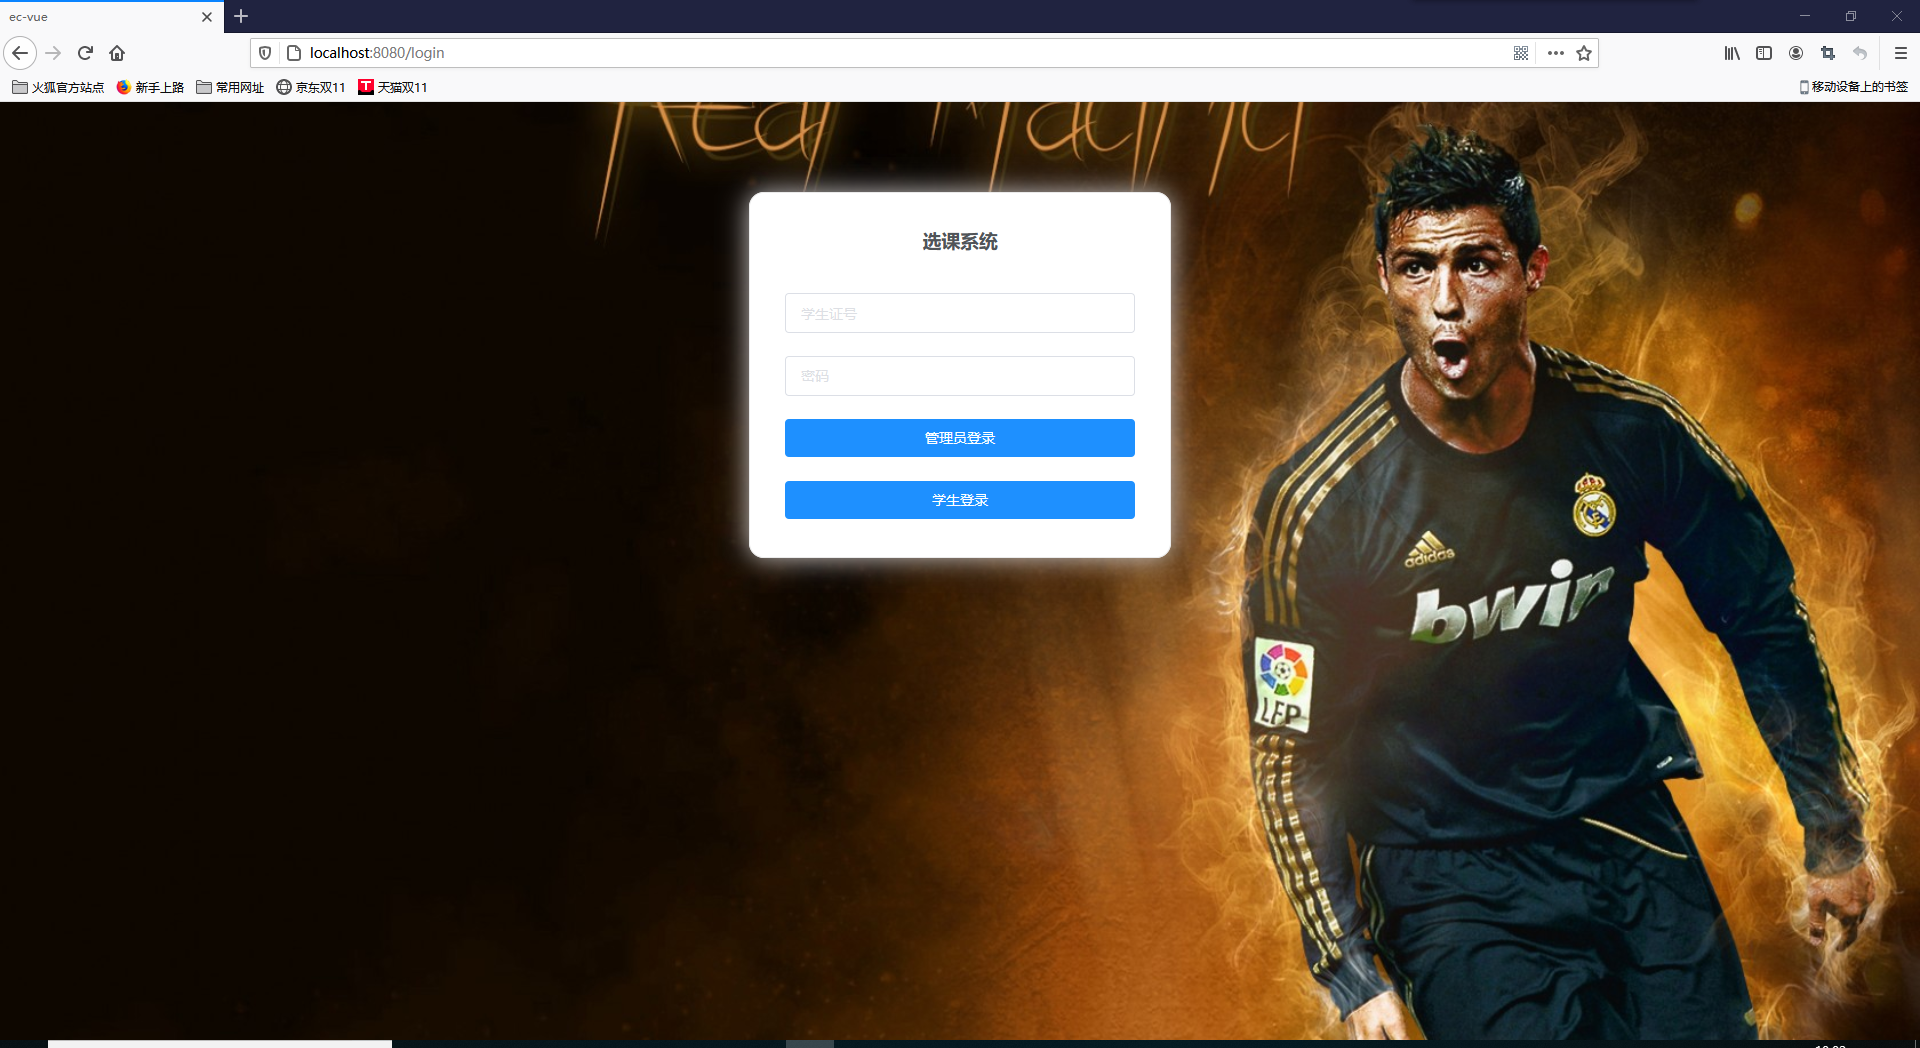 ec-vue
localhost:8080/login
火狐官方站点 新手上路 常用网址 京东双11 天猫双11 移动设备上的书签
Real Madrid
选课系统
学生证号
密码
管理员登录
学生登录
adidas
bwin
LFP